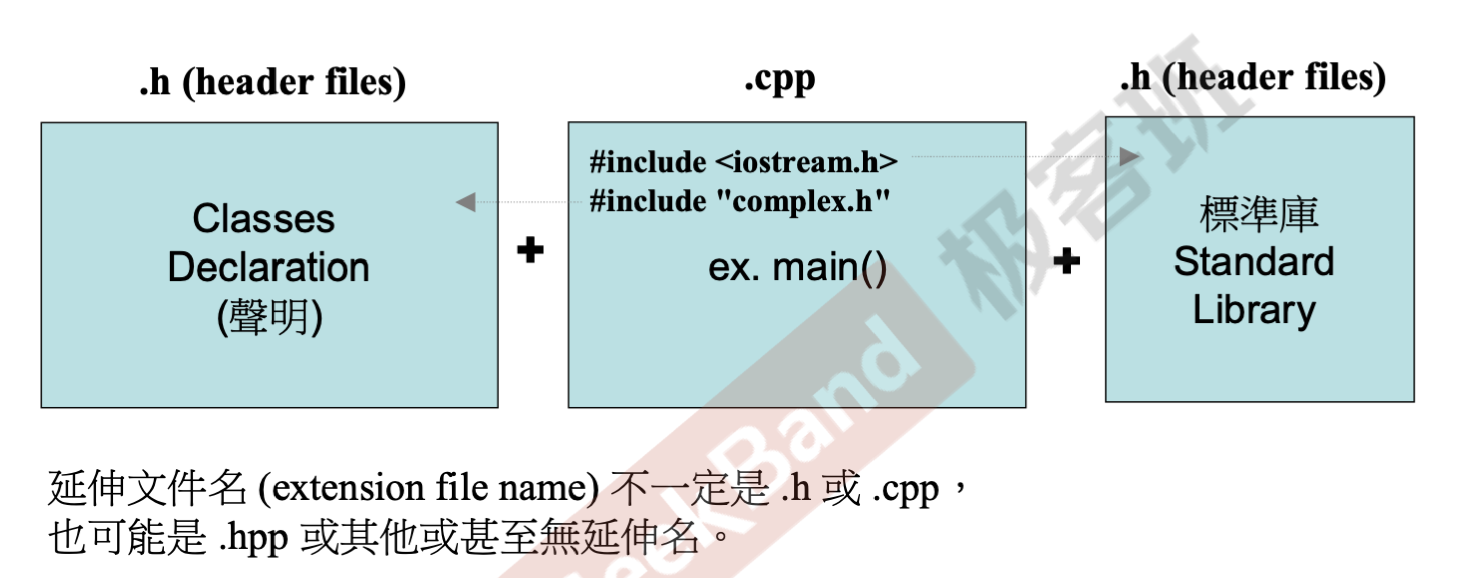 .h (header files)
.cpp
.h (header files)
Classes
Declaration
(聲明)
+
#include <iostream.h>
#include "complex.h"
ex. main()
+
標準庫
Standard
Library
延伸文件名 (extension file name) 不一定是 .h 或 .cpp，
也可能是 .hpp 或其他或甚至無延伸名。
GeekBand 极客班